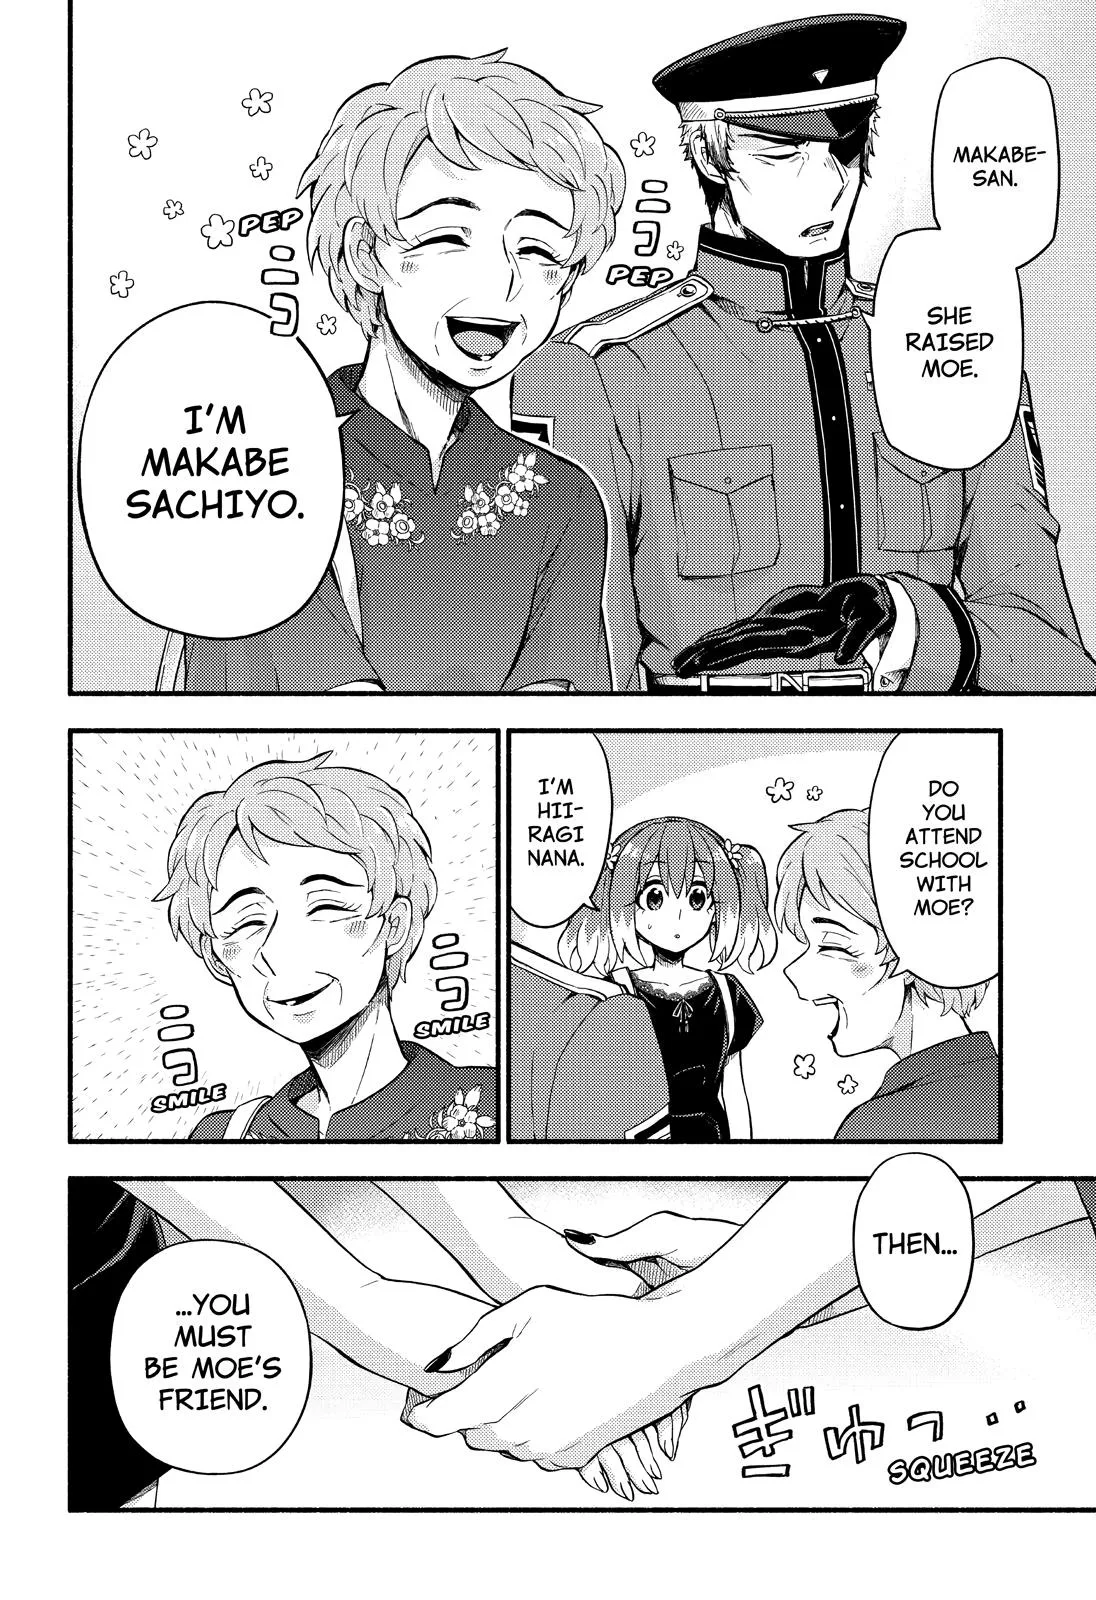 MAKABE-
SAN.
SHE
RAISED
MOE.
ニコ
PEP
ニコ
PEP
I'M
MAKABE
SACHIYO.
DO
YOU
ATTEND
SCHOOL
WITH
MOE?
I'M
HII-
RAGI
NANA.
ニコ
SMILE
ニコ
SMILE
THEN...
ぎゅっ..
SQUEEZE
...YOU
MUST
BE MOE'S
FRIEND.